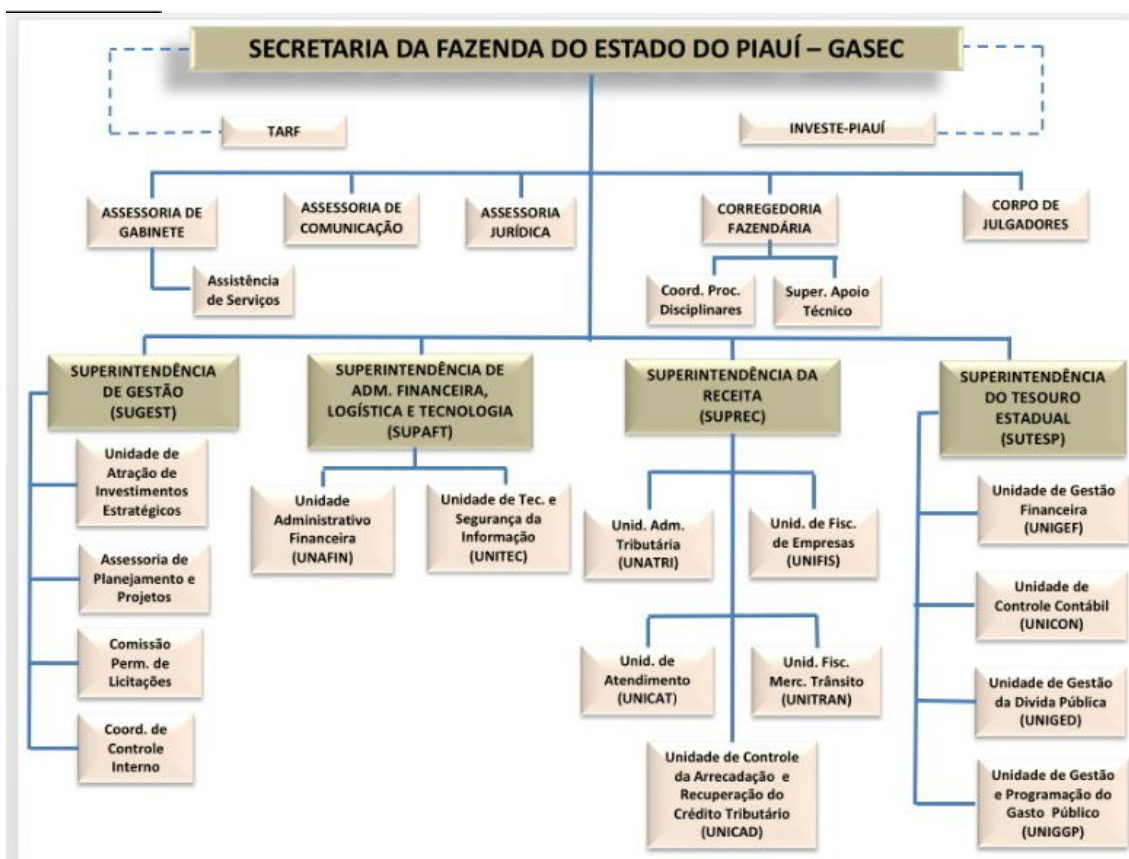 SECRETARIA DA FAZENDA DO ESTADO DO PIAUÍ – GASEC
TARF
INVESTE-PIAUÍ
ASSESSORIA DE
GABINETE
ASSESSORIA DE
COMUNICAÇÃO
ASSESSORIA
JURÍDICA
CORREGEDORIA
FAZENDÁRIA
CORPO DE
JULGADORES
Assistência
de Serviços
Coord. Proc.
Disciplinares
Super. Apoio
Técnico
SUPERINTENDÊNCIA
DE GESTÃO
(SUGEST)
SUPERINTENDÊNCIA DE
ADM. FINANCEIRA,
LOGÍSTICA E TECNOLOGIA
(SUPAFT)
SUPERINTENDÊNCIA DA
RECEITA
(SUPREC)
SUPERINTENDÊNCIA
DO TESOURO
ESTADUAL
(SUTESP)
Unidade de
Atração de
Investimentos
Estratégicos
Assessoria de
Planejamento e
Projetos
Comissão
Perm. de
Licitações
Coord. de
Controle
Interno
Unidade
Administrativo
Financeira
(UNAFIN)
Unidade de Tec. e
Segurança da
Informação
(UNITEC)
Unid. Adm.
Tributária
(UNATRI)
Unid. de Fisc.
de Empresas
(UNIFIS)
Unid. de
Atendimento
(UNICAT)
Unid. Fisc.
Merc. Trânsito
(UNITRAN)
Unidade de Controle
da Arrecadação e
Recuperação do
Crédito Tributário
(UNICAD)
Unidade de Gestão
Financeira
(UNIGEF)
Unidade de
Controle Contábil
(UNICON)
Unidade de Gestão
da Divida Pública
(UNIGED)
Unidade de Gestão
e Programação do
Gasto Público
(UNIGGP)